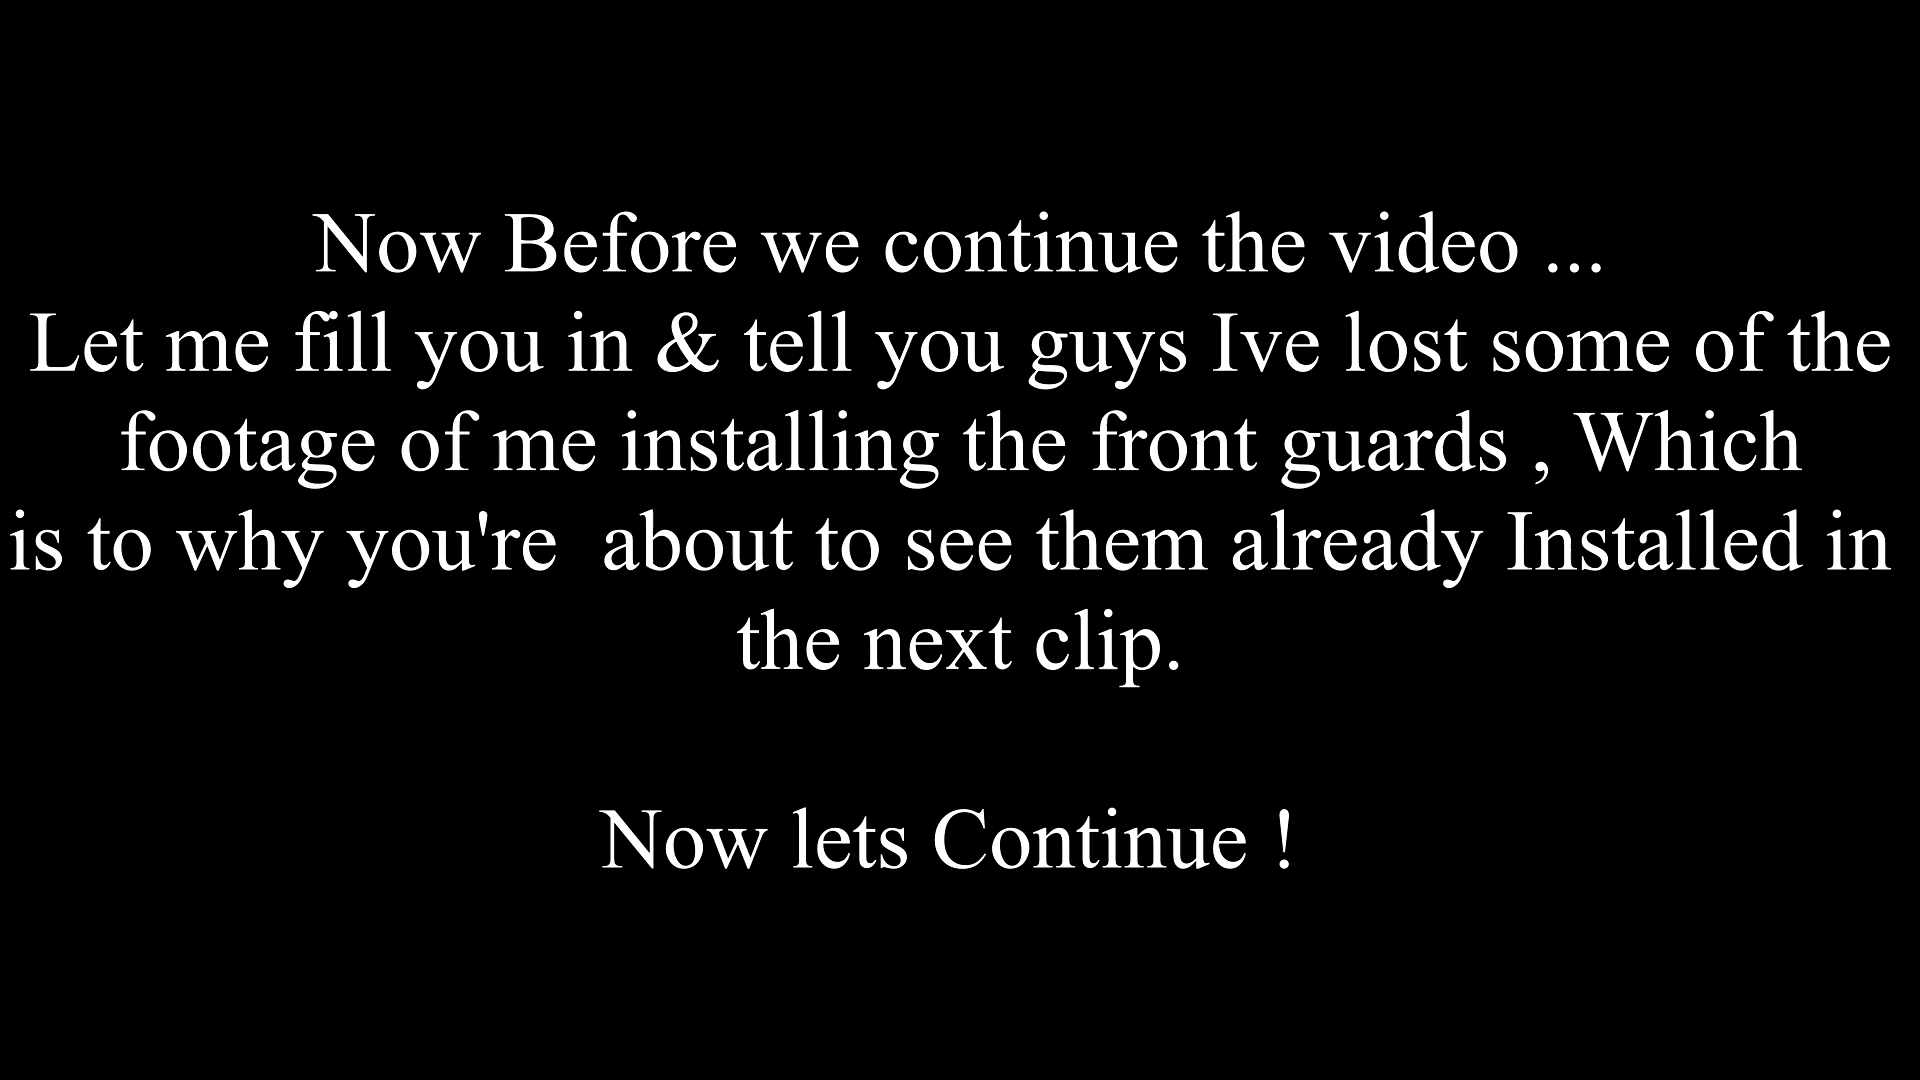 Now Before we continue the video ...
Let me fill you in & tell you guys Ive lost some of the
footage of me installing the front guards , Which
is to why you're  about to see them already Installed in
the next clip.
Now lets Continue !